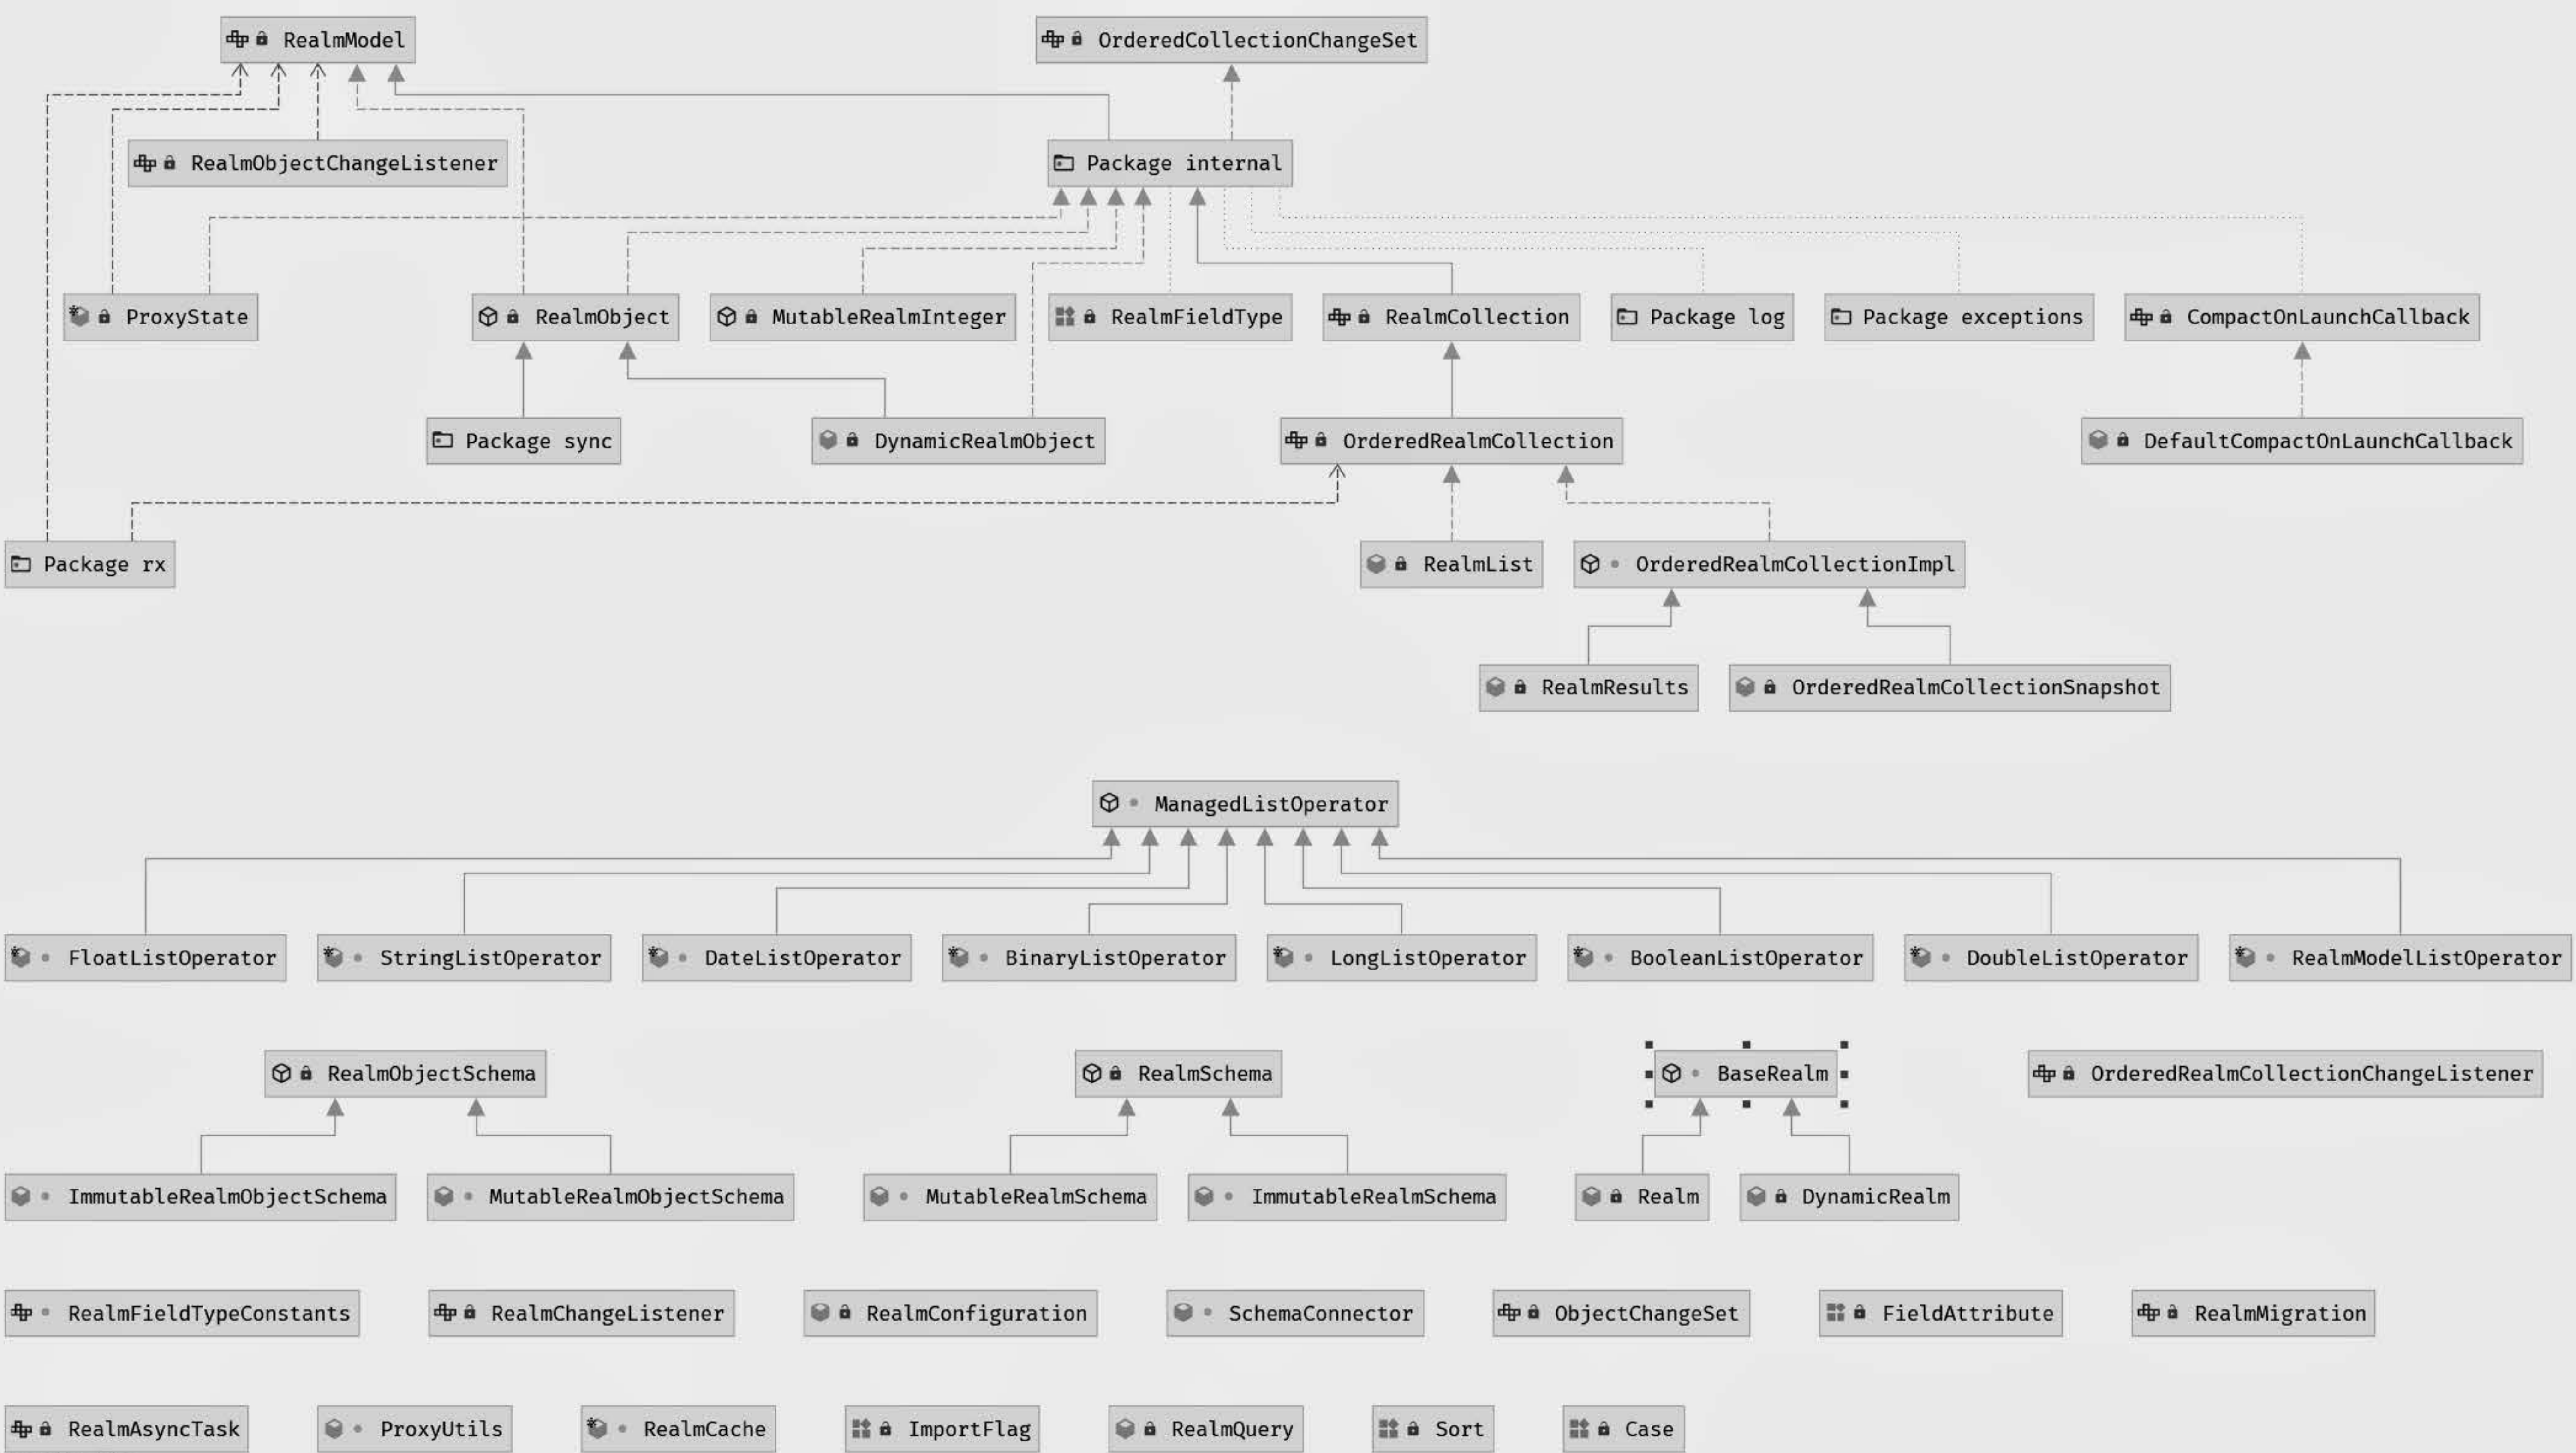 RealmModel
OrderedCollectionChangeSet
RealmObjectChangeListener
Package internal
ProxyState
RealmObject
MutableRealmInteger
RealmFieldType
RealmCollection
Package log
Package exceptions
CompactOnLaunchCallback
Package sync
DynamicRealmObject
OrderedRealmCollection
DefaultCompactOnLaunchCallback
Package rx
RealmList
OrderedRealmCollectionImpl
RealmResults
OrderedRealmCollectionSnapshot
ManagedListOperator
FloatListOperator
StringListOperator
DateListOperator
BinaryListOperator
LongListOperator
BooleanListOperator
DoubleListOperator
RealmModelListOperator
RealmObjectSchema
RealmSchema
BaseRealm
OrderedRealmCollectionChangeListener
ImmutableRealmObjectSchema
MutableRealmObjectSchema
MutableRealmSchema
ImmutableRealmSchema
Realm
DynamicRealm
RealmFieldTypeConstants
RealmChangeListener
RealmConfiguration
SchemaConnector
ObjectChangeSet
FieldAttribute
RealmMigration
RealmAsyncTask
ProxyUtils
RealmCache
ImportFlag
RealmQuery
Sort
Case